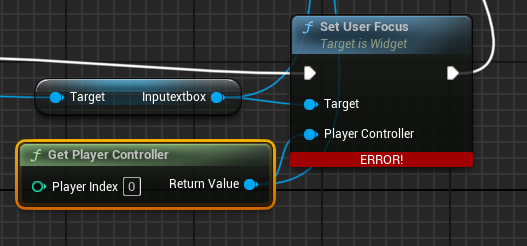 f Set User Focus
Target is Widget
Target Inputextbox
Target
Player Controller
ERROR!
f Get Player Controller
Player Index 0 Return Value